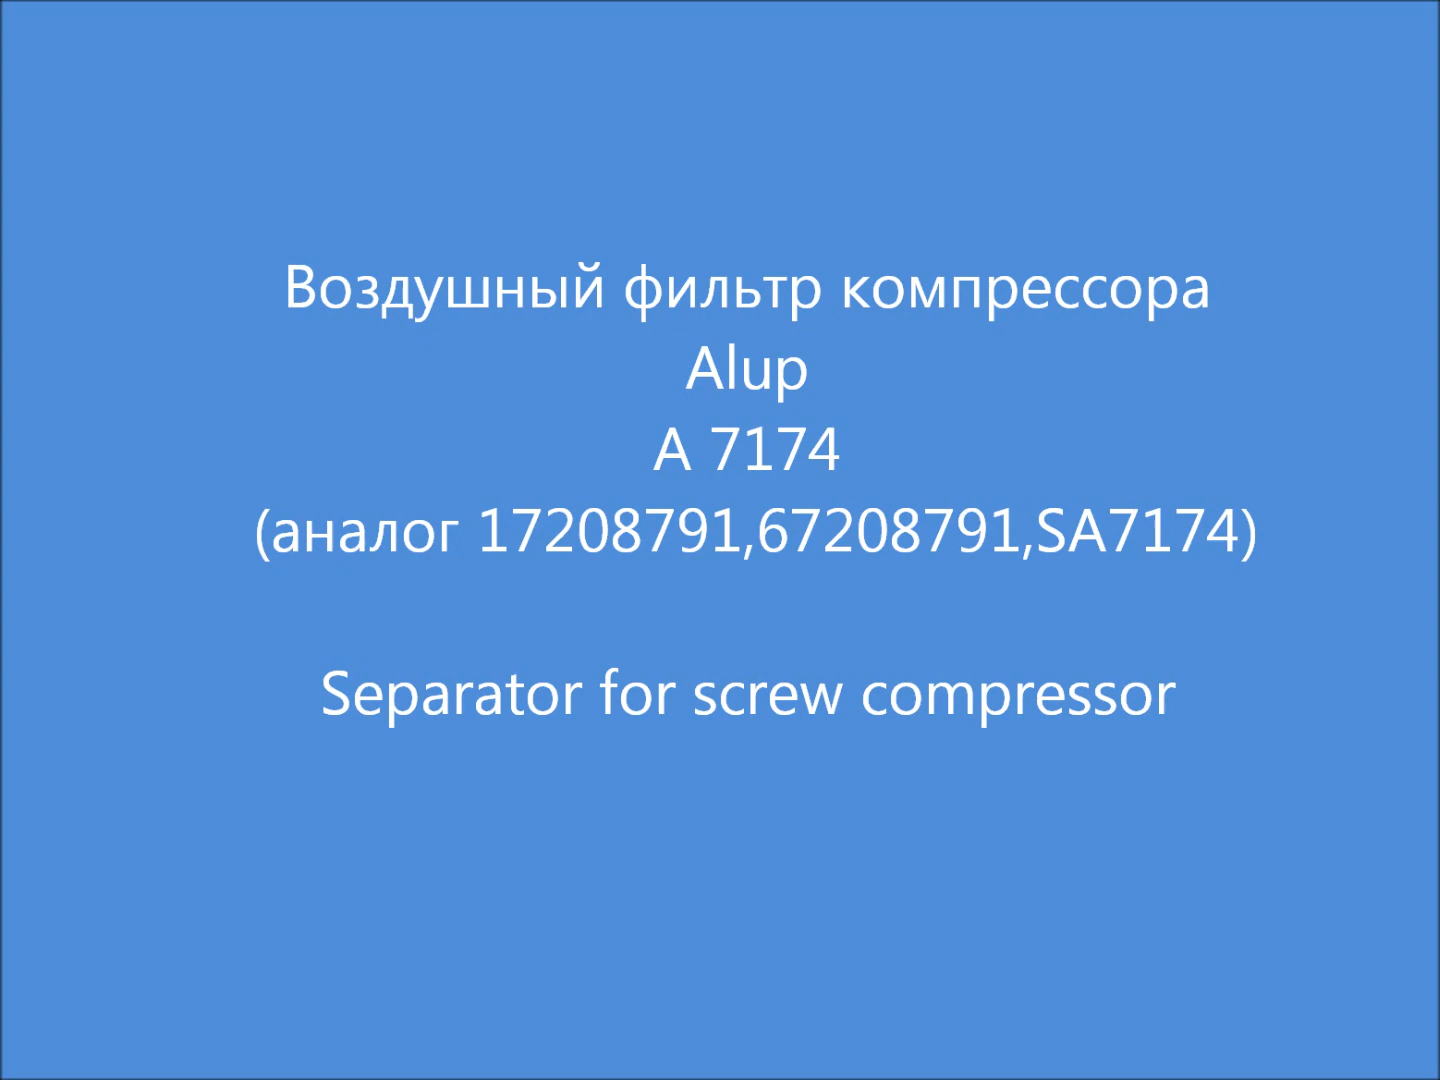 Воздушный фильтр компрессора
Alup
A 7174
(аналог 17208791,67208791,SA7174)
Separator for screw compressor